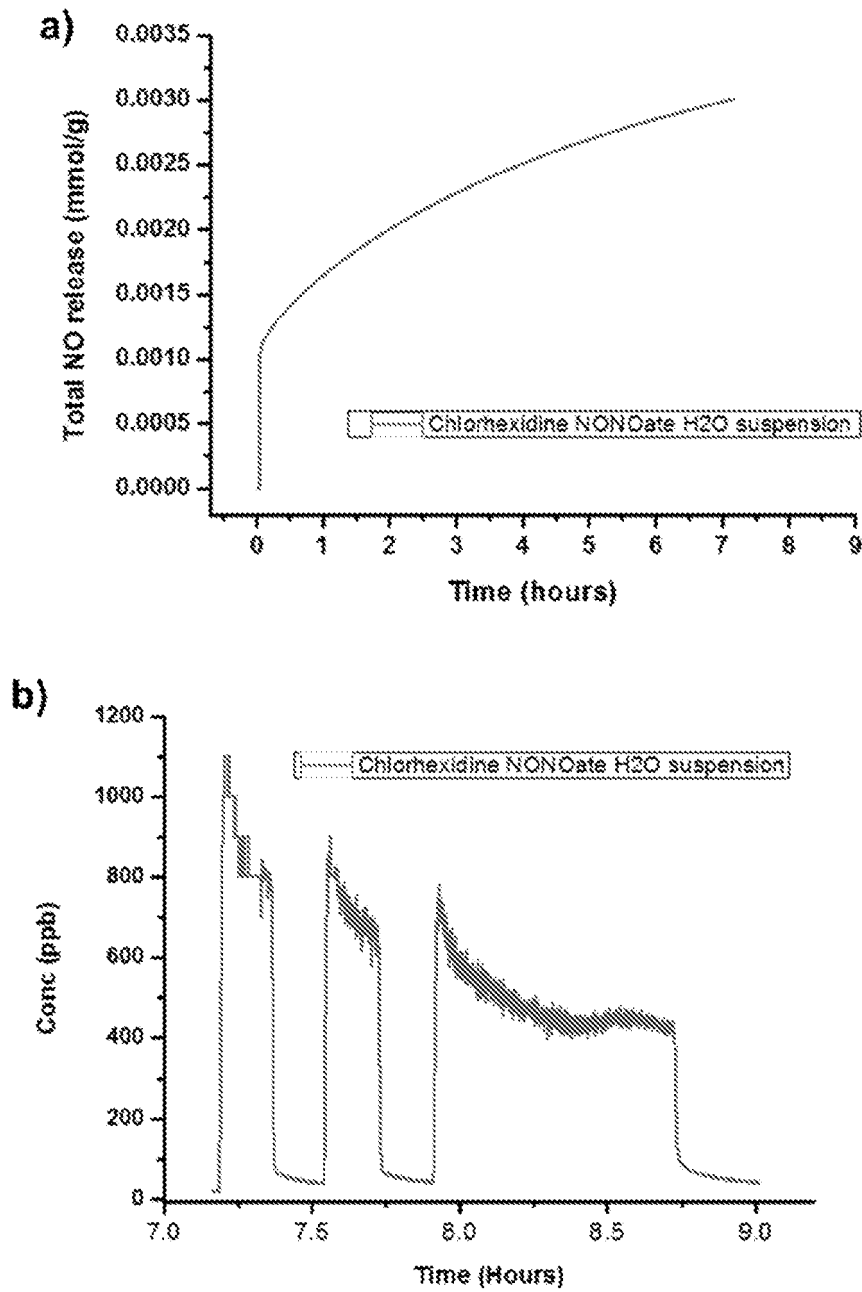 a)
0.0035
0.0030
0.0025
0.0020
0.0015
0.0010
0.0005
0.0000
Total NO release (mmol/g)
Chlorhexidine NONOate H2O suspension
0 1 2 3 4 5 6 7 8 9
Time (hours)
b)
1200
1000
800
600
400
200
0
Conc (ppb)
Chlorhexidine NONOate H2O suspension
7.0 7.5 8.0 8.5 9.0
Time (Hours)